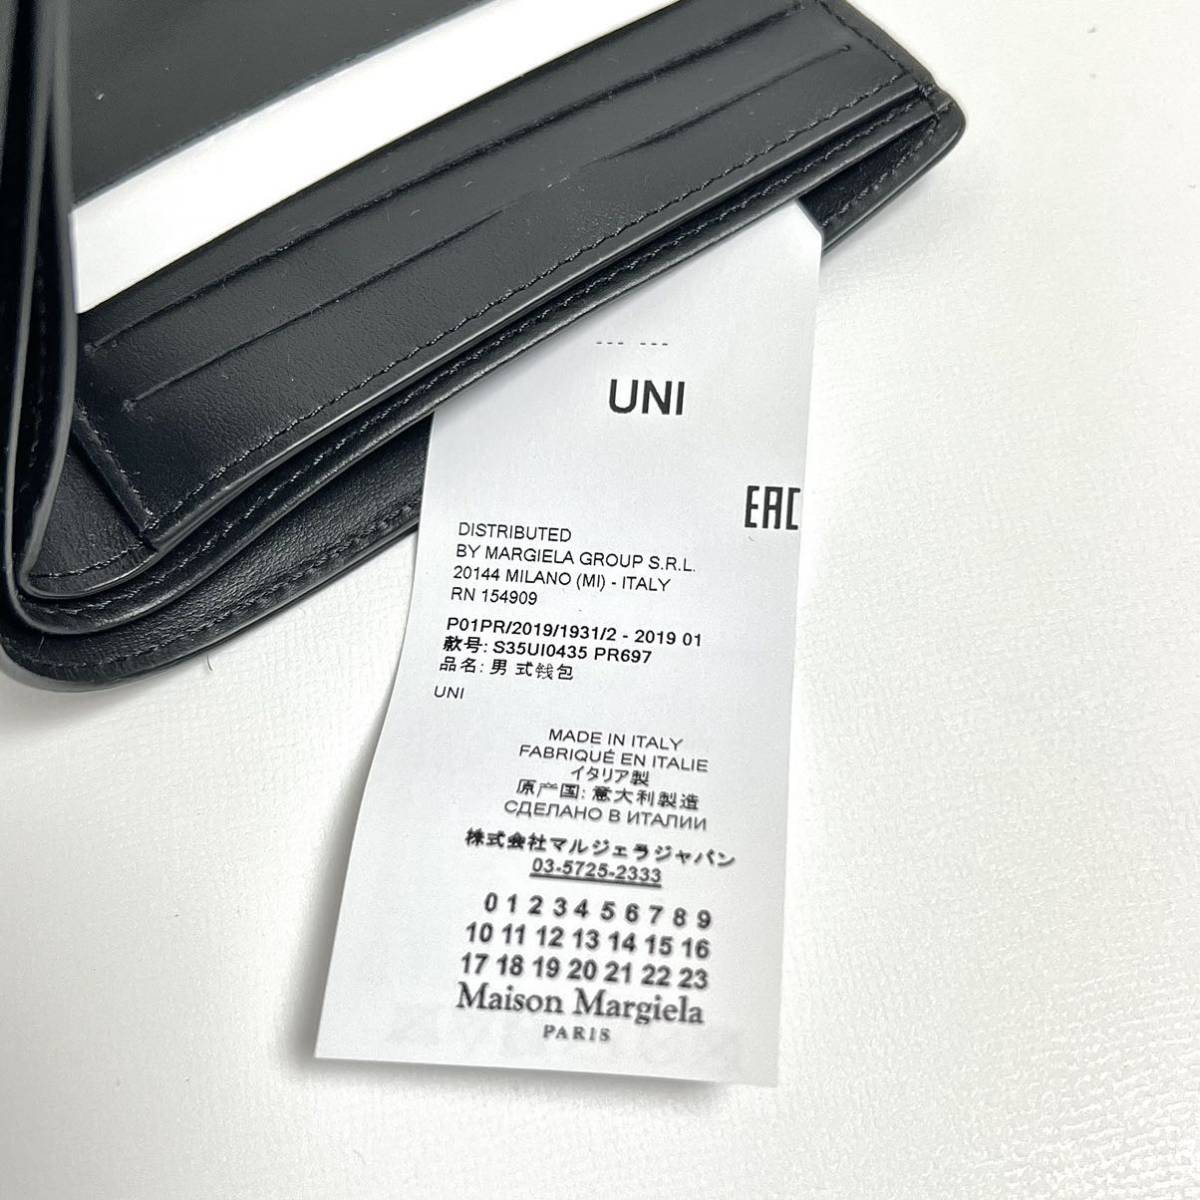 --- ---
UNI
EAC
DISTRIBUTED
BY MARGIELA GROUP S.R.L.
20144 MILANO (MI) - ITALY
RN 154909
P01PR/2019/1931/2 - 2019 01
款号: S35UI0435 PR697
品名: 男 式钱包
UNI
MADE IN ITALY
FABRIQUÉ EN ITALIE
イタリア製
原产国: 意大利製造
СДЕЛАНО В ИТАЛИИ
株式会社マルジェラジャパン
03-5725-2333
0 1 2 3 4 5 6 7 8 9
10 11 12 13 14 15 16
17 18 19 20 21 22 23
Maison Margiela
PARIS